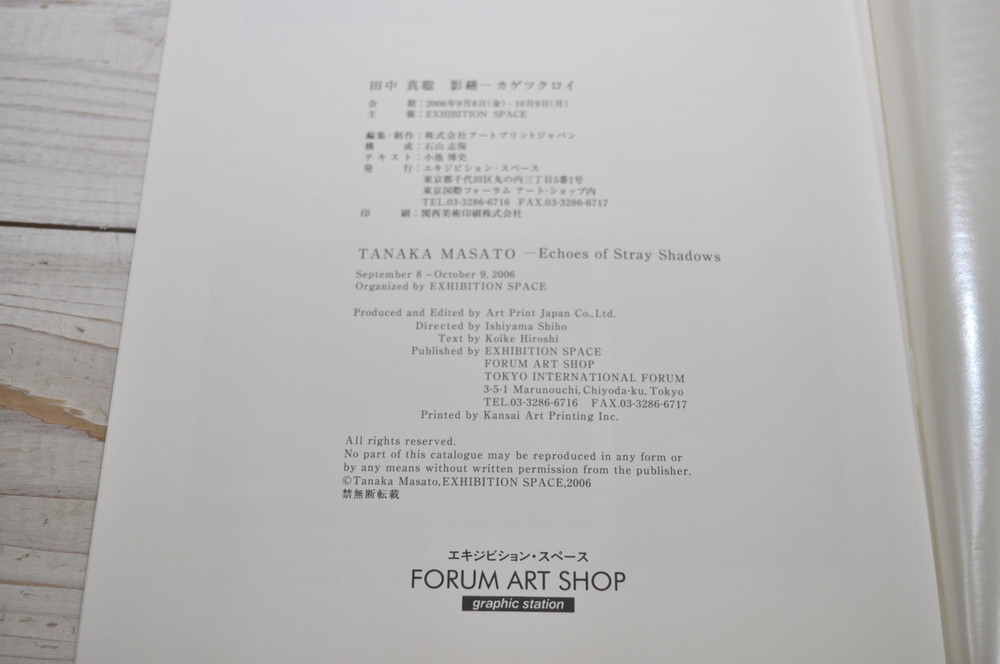 田中 真聡 影繕―カゲツクロイ
会 期：2006年9月8日(金)－10月9日(月)
主 催：EXHIBITION SPACE
編集・制作：株式会社アートプリントジャパン
構 成：石山 志保
テキスト：小池 博史
発 行：エキジビション・スペース
東京都千代田区丸の内三丁目5番1号
東京国際フォーラム アート・ショップ内
TEL.03-3286-6716 FAX.03-3286-6717
印 刷：関西美術印刷株式会社
TANAKA MASATO ―Echoes of Stray Shadows
September 8 －October 9, 2006
Organized by EXHIBITION SPACE
Produced and Edited by Art Print Japan Co.,Ltd.
Directed by Ishiyama Shiho
Text by Koike Hiroshi
Published by EXHIBITION SPACE
FORUM ART SHOP
TOKYO INTERNATIONAL FORUM
3-5-1 Marunouchi, Chiyoda-ku, Tokyo
TEL.03-3286-6716 FAX.03-3286-6717
Printed by Kansai Art Printing Inc.
All rights reserved.
No part of this catalogue may be reproduced in any form or
by any means without written permission from the publisher.
©Tanaka Masato,EXHIBITION SPACE,2006
禁無断転載
エキジビション・スペース
FORUM ART SHOP
graphic station